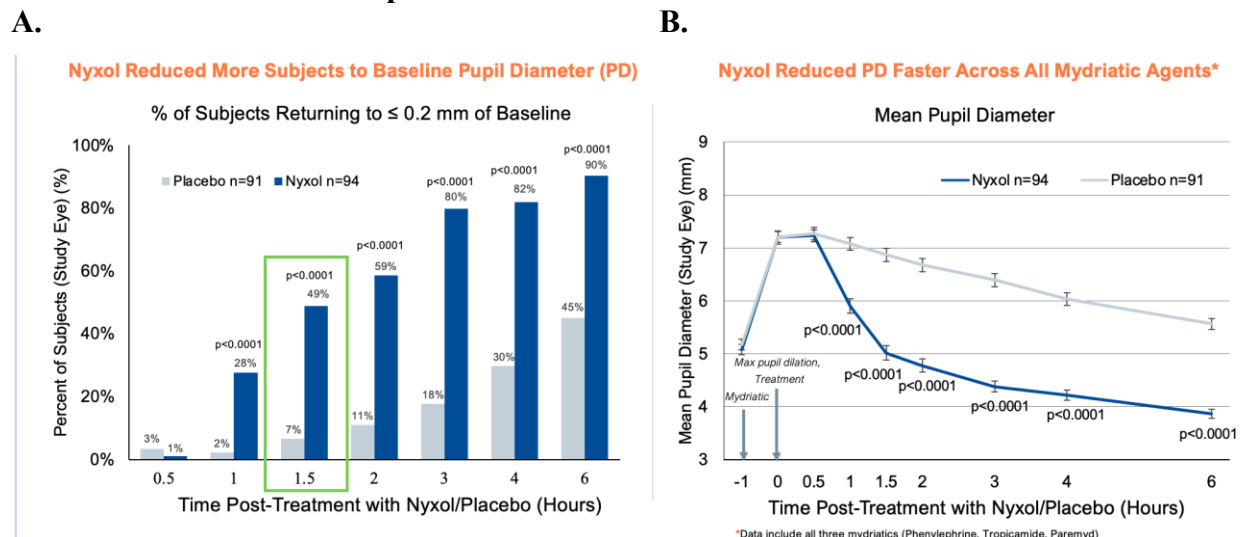 A.
Nyxol Reduced More Subjects to Baseline Pupil Diameter (PD)
% of Subjects Returning to ≤ 0.2 mm of Baseline
Percent of Subjects (Study Eye) (%)
100%
80%
60%
40%
20%
0%
Placebo n=91
Nyxol n=94
3%
1%
2%
p<0.0001
28%
7%
p<0.0001
49%
11%
p<0.0001
59%
18%
p<0.0001
80%
30%
p<0.0001
82%
45%
p<0.0001
90%
0.5 1 1.5 2 3 4 6
Time Post-Treatment with Nyxol/Placebo (Hours)
B.
Nyxol Reduced PD Faster Across All Mydriatic Agents*
Mean Pupil Diameter
Mean Pupil Diameter (Study Eye) (mm)
9
8
7
6
5
4
3
Nyxol n=94
Placebo n=91
Max pupil dilation,
Treatment
Mydriatic
p<0.0001
p<0.0001
p<0.0001
p<0.0001
p<0.0001
p<0.0001
-1 0 0.5 1 1.5 2 3 4 6
Time Post-Treatment with Nyxol/Placebo (Hours)
*Data include all three mydriatics (Phenylephrine, Tropicamide, Paremyd)